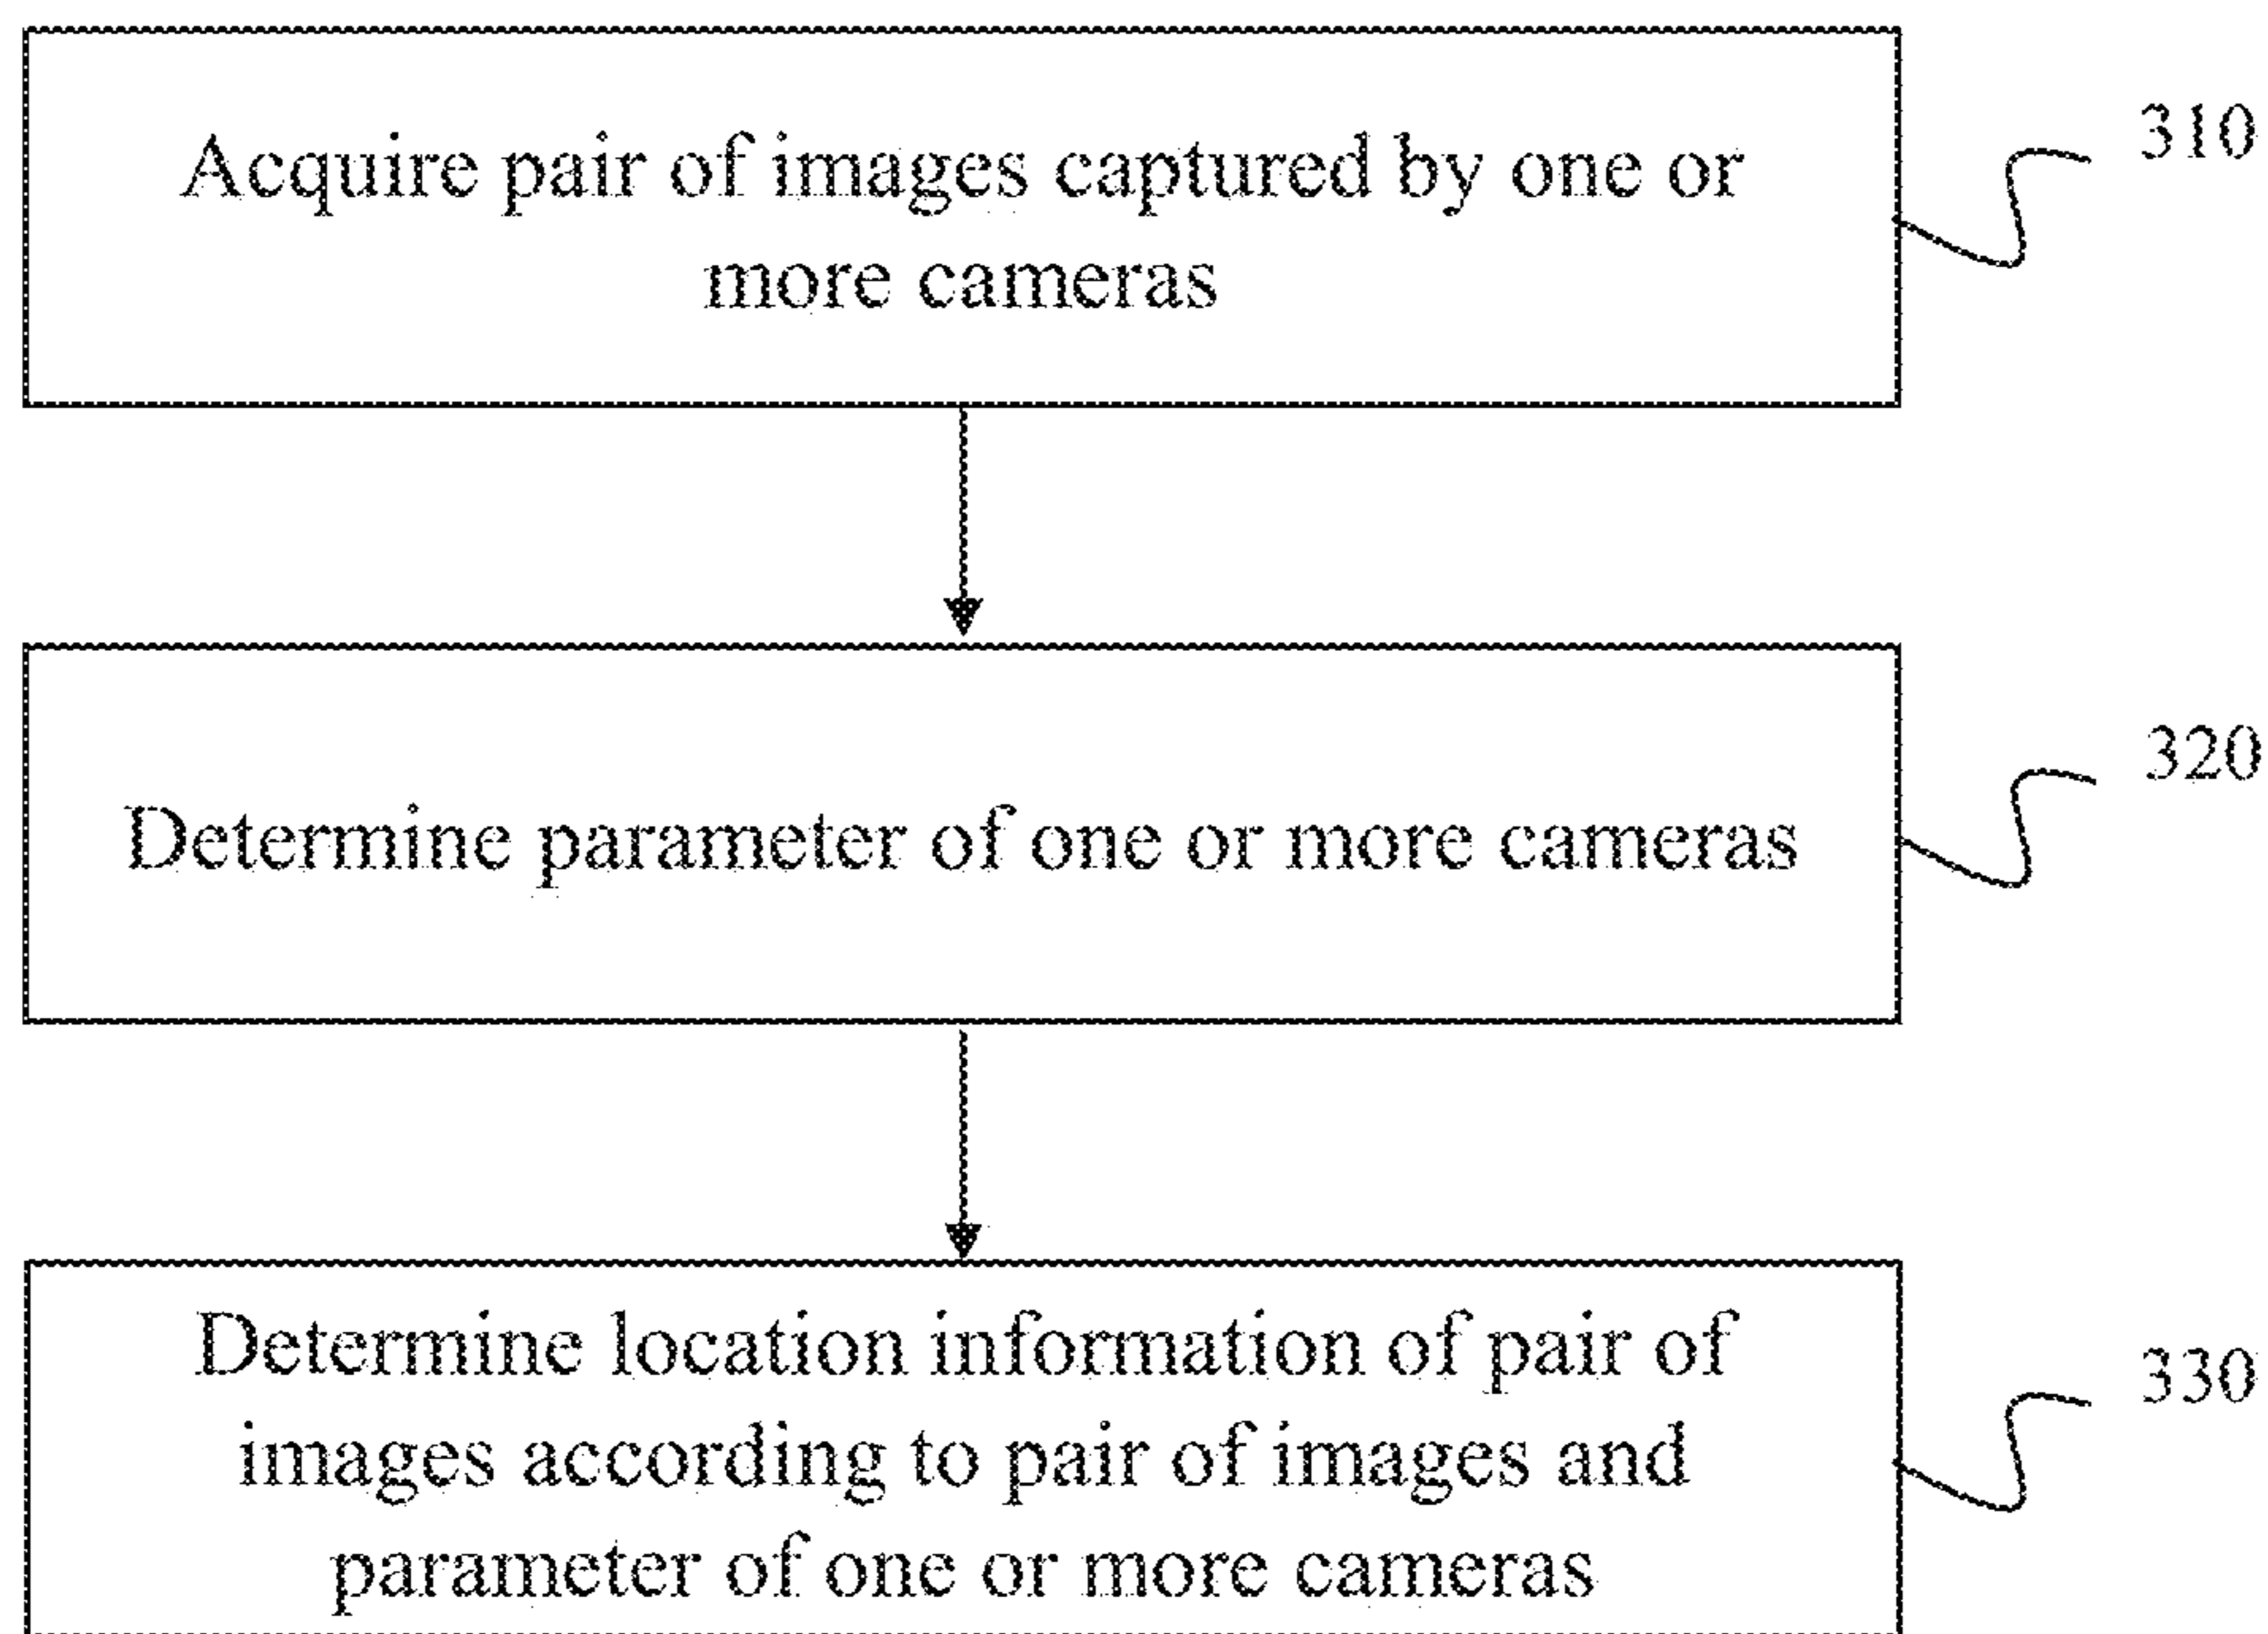 Acquire pair of images captured by one or
more cameras
310
Determine parameter of one or more cameras
320
Determine location information of pair of
images according to pair of images and
parameter of one or more cameras
330